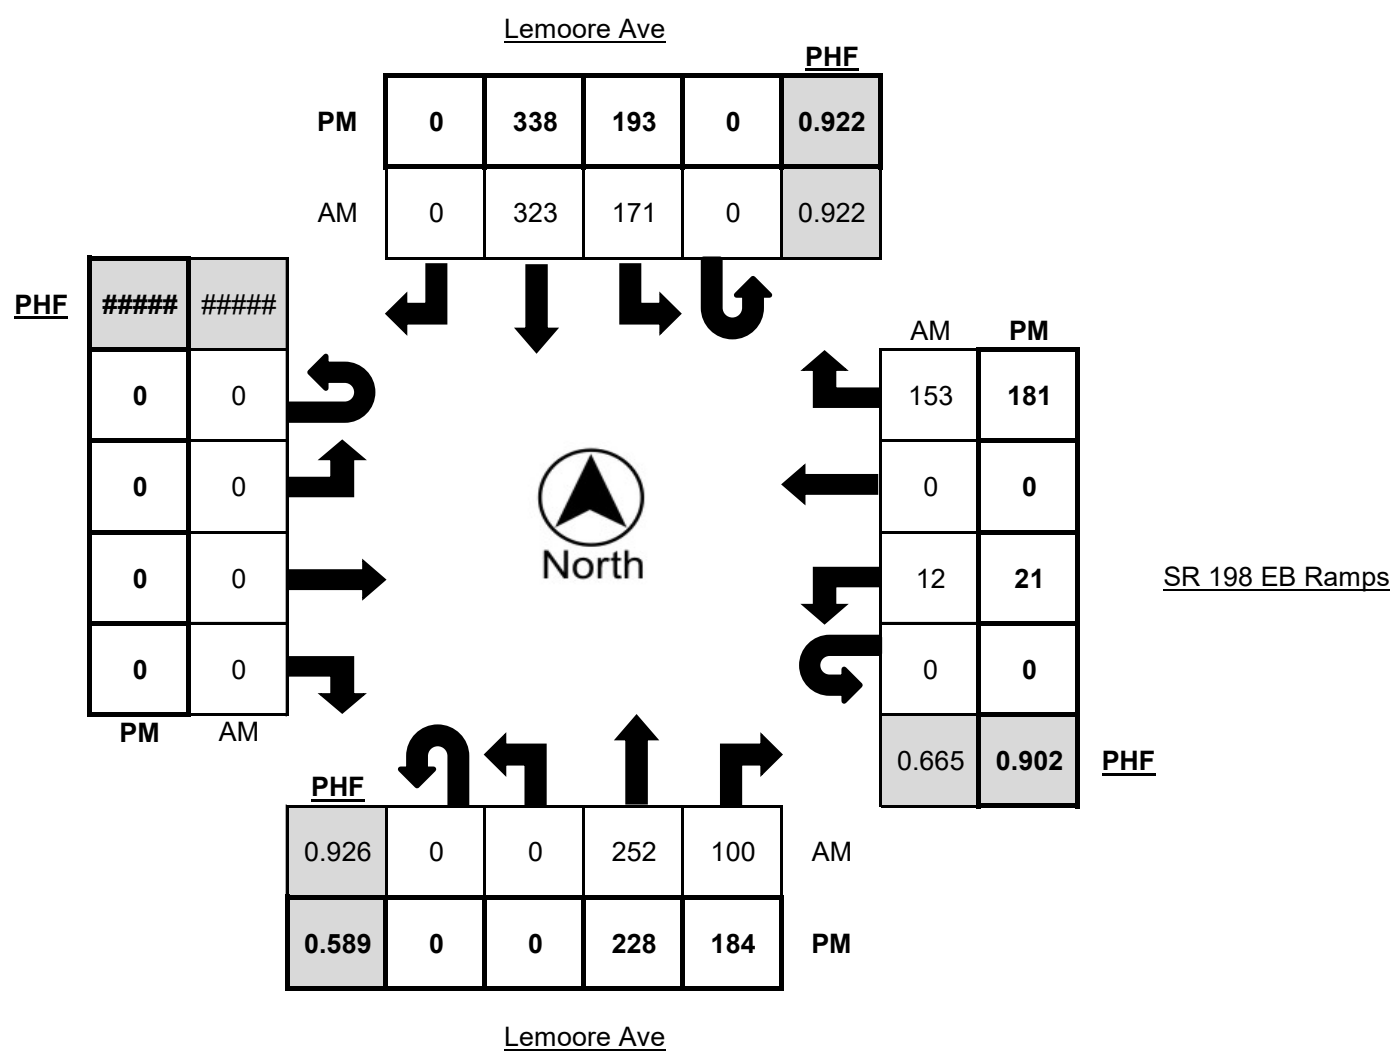 Lemoore Ave
PHF
PM 0 338 193 0 0.922
AM 0 323 171 0 0.922
PHF ##### #####
AM PM
0 0
153 181
0 0
0 0
North
0 0
12 21
SR 198 EB Ramps
0 0
0 0
PM AM
0.665 0.902 PHF
PHF
0.926 0 0 252 100 AM
0.589 0 0 228 184 PM
Lemoore Ave